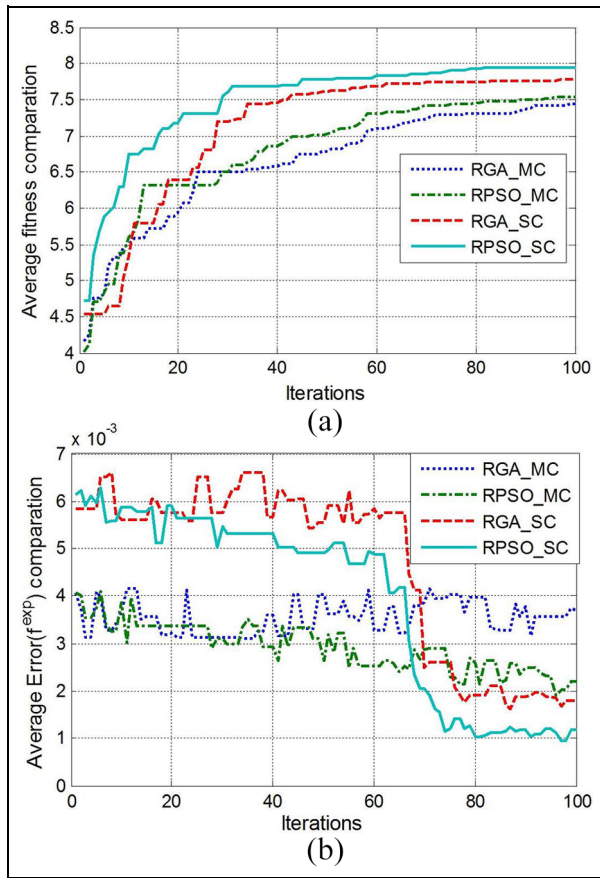 8.5
8
7.5
7
6.5
6
5.5
5
4.5
4
Average fitness comparation
RGA_MC
RPSO_MC
RGA_SC
RPSO_SC
0 20 40 60 80 100
Iterations
(a)
x 10⁻³
7
6
5
4
3
2
1
0
Average Error(f^exp) comparation
RGA_MC
RPSO_MC
RGA_SC
RPSO_SC
0 20 40 60 80 100
Iterations
(b)